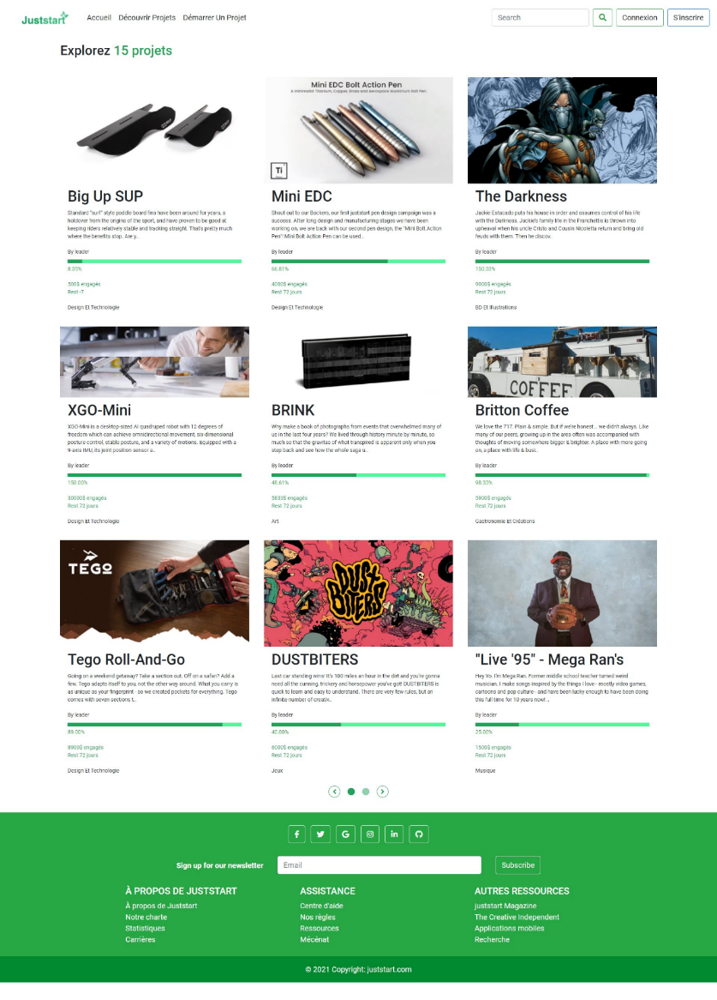 Juststart
Accueil Découvrir Projets Démarrer Un Projet
Search
Connexion
S'inscrire
Explorez 15 projets
Mini EDC Bolt Action Pen
A minimalist Titanium, Copper, Brass and Aerospace Aluminium Bolt Pen
Ti
Big Up SUP
Standard "surf" style paddle board fins have been around for years, a
holdover from the origins of the sport, and have proven to be good at
keeping riders relatively stable and tracking straight. That's pretty much
where the benefits stop. Are y..
By leader
8.35%
500$ engagés
Rest -7
Design Et Technologie
Mini EDC
Shout out to our Backers, our first juststart pen design campaign was a
success. After long design and manufacturing stages we have been
working on, we are back with our second pen design, the "Mini Bolt Action
Pen"! Mini Bolt Action Pen can be used..
By leader
66.81%
4000$ engagés
Rest 72 jours
Design Et Technologie
The Darkness
Jackie Estacado puts his house in order and assumes control of his life
with the Darkness. Jackie's family life in the Franchettis is thrown into
upheaval when his uncle Cristo and Cousin Nicoletta return and bring old
feuds with them. Then he discov..
By leader
150.33%
9000$ engagés
Rest 72 jours
BD Et Illustrations
XGO-Mini
XGO-Mini is a desktop-sized AI quadruped robot with 12 degrees of
freedom which can achieve omnidirectional movement, six-dimensional
posture control, stable posture, and a variety of motions. Equipped with a
9-axis IMU, its joint position sensor a..
By leader
150.00%
30000$ engagés
Rest 72 jours
Design Et Technologie
BRINK
Why make a book of photographs from events that overwhelmed many of
us in the last four years? We lived through history minute by minute, so
much so that the gravitas of what transpired is apparent only when you
step back and see how the whole saga u..
By leader
48.61%
5833$ engagés
Rest 72 jours
Art
COFFEE
Britton Coffee
We love the 717. Plain & simple. But if we're honest... we didn't always. Like
many of our peers, growing up in the area often was accompanied with
thoughts of moving somewhere bigger & brighter. A place with more going
on, a place with life & busi..
By leader
98.33%
5900$ engagés
Rest 72 jours
Gastronomie Et Créations
TEGO
Tego Roll-And-Go
Going on a weekend getaway? Take a section out. Off on a safari? Add a
few. Tego adapts itself to you, not the other way around. What you carry is
as unique as your fingerprint - so we created pockets for everything. Tego
comes with seven sections t..
By leader
89.00%
8900$ engagés
Rest 72 jours
Design Et Technologie
DUST
BITERS
DUSTBITERS
Last car standing wins! It's 100 miles an hour in the dirt and you're gonna
need all the cunning, trickery and horsepower you've got! DUSTBITERS is
quick to learn and easy to understand. There are very few rules, but an
infinite number of creativ..
By leader
40.00%
6000$ engagés
Rest 72 jours
Jeux
"Live '95" - Mega Ran's
Hey Yo. I'm Mega Ran. Former middle school teacher turned weird
musician. I make songs inspired by the things I love-- mostly video games,
cartoons and pop culture-- and have been lucky enough to have been doing
this full time for 10 years now! ..
By leader
25.00%
1500$ engagés
Rest 72 jours
Musique
Sign up for our newsletter
Email
Subscribe
À PROPOS DE JUSTSTART
À propos de Juststart
Notre charte
Statistiques
Carrières
ASSISTANCE
Centre d'aide
Nos règles
Ressources
Mécénat
AUTRES RESSOURCES
juststart Magazine
The Creative Independent
Applications mobiles
Recherche
© 2021 Copyright: juststart.com